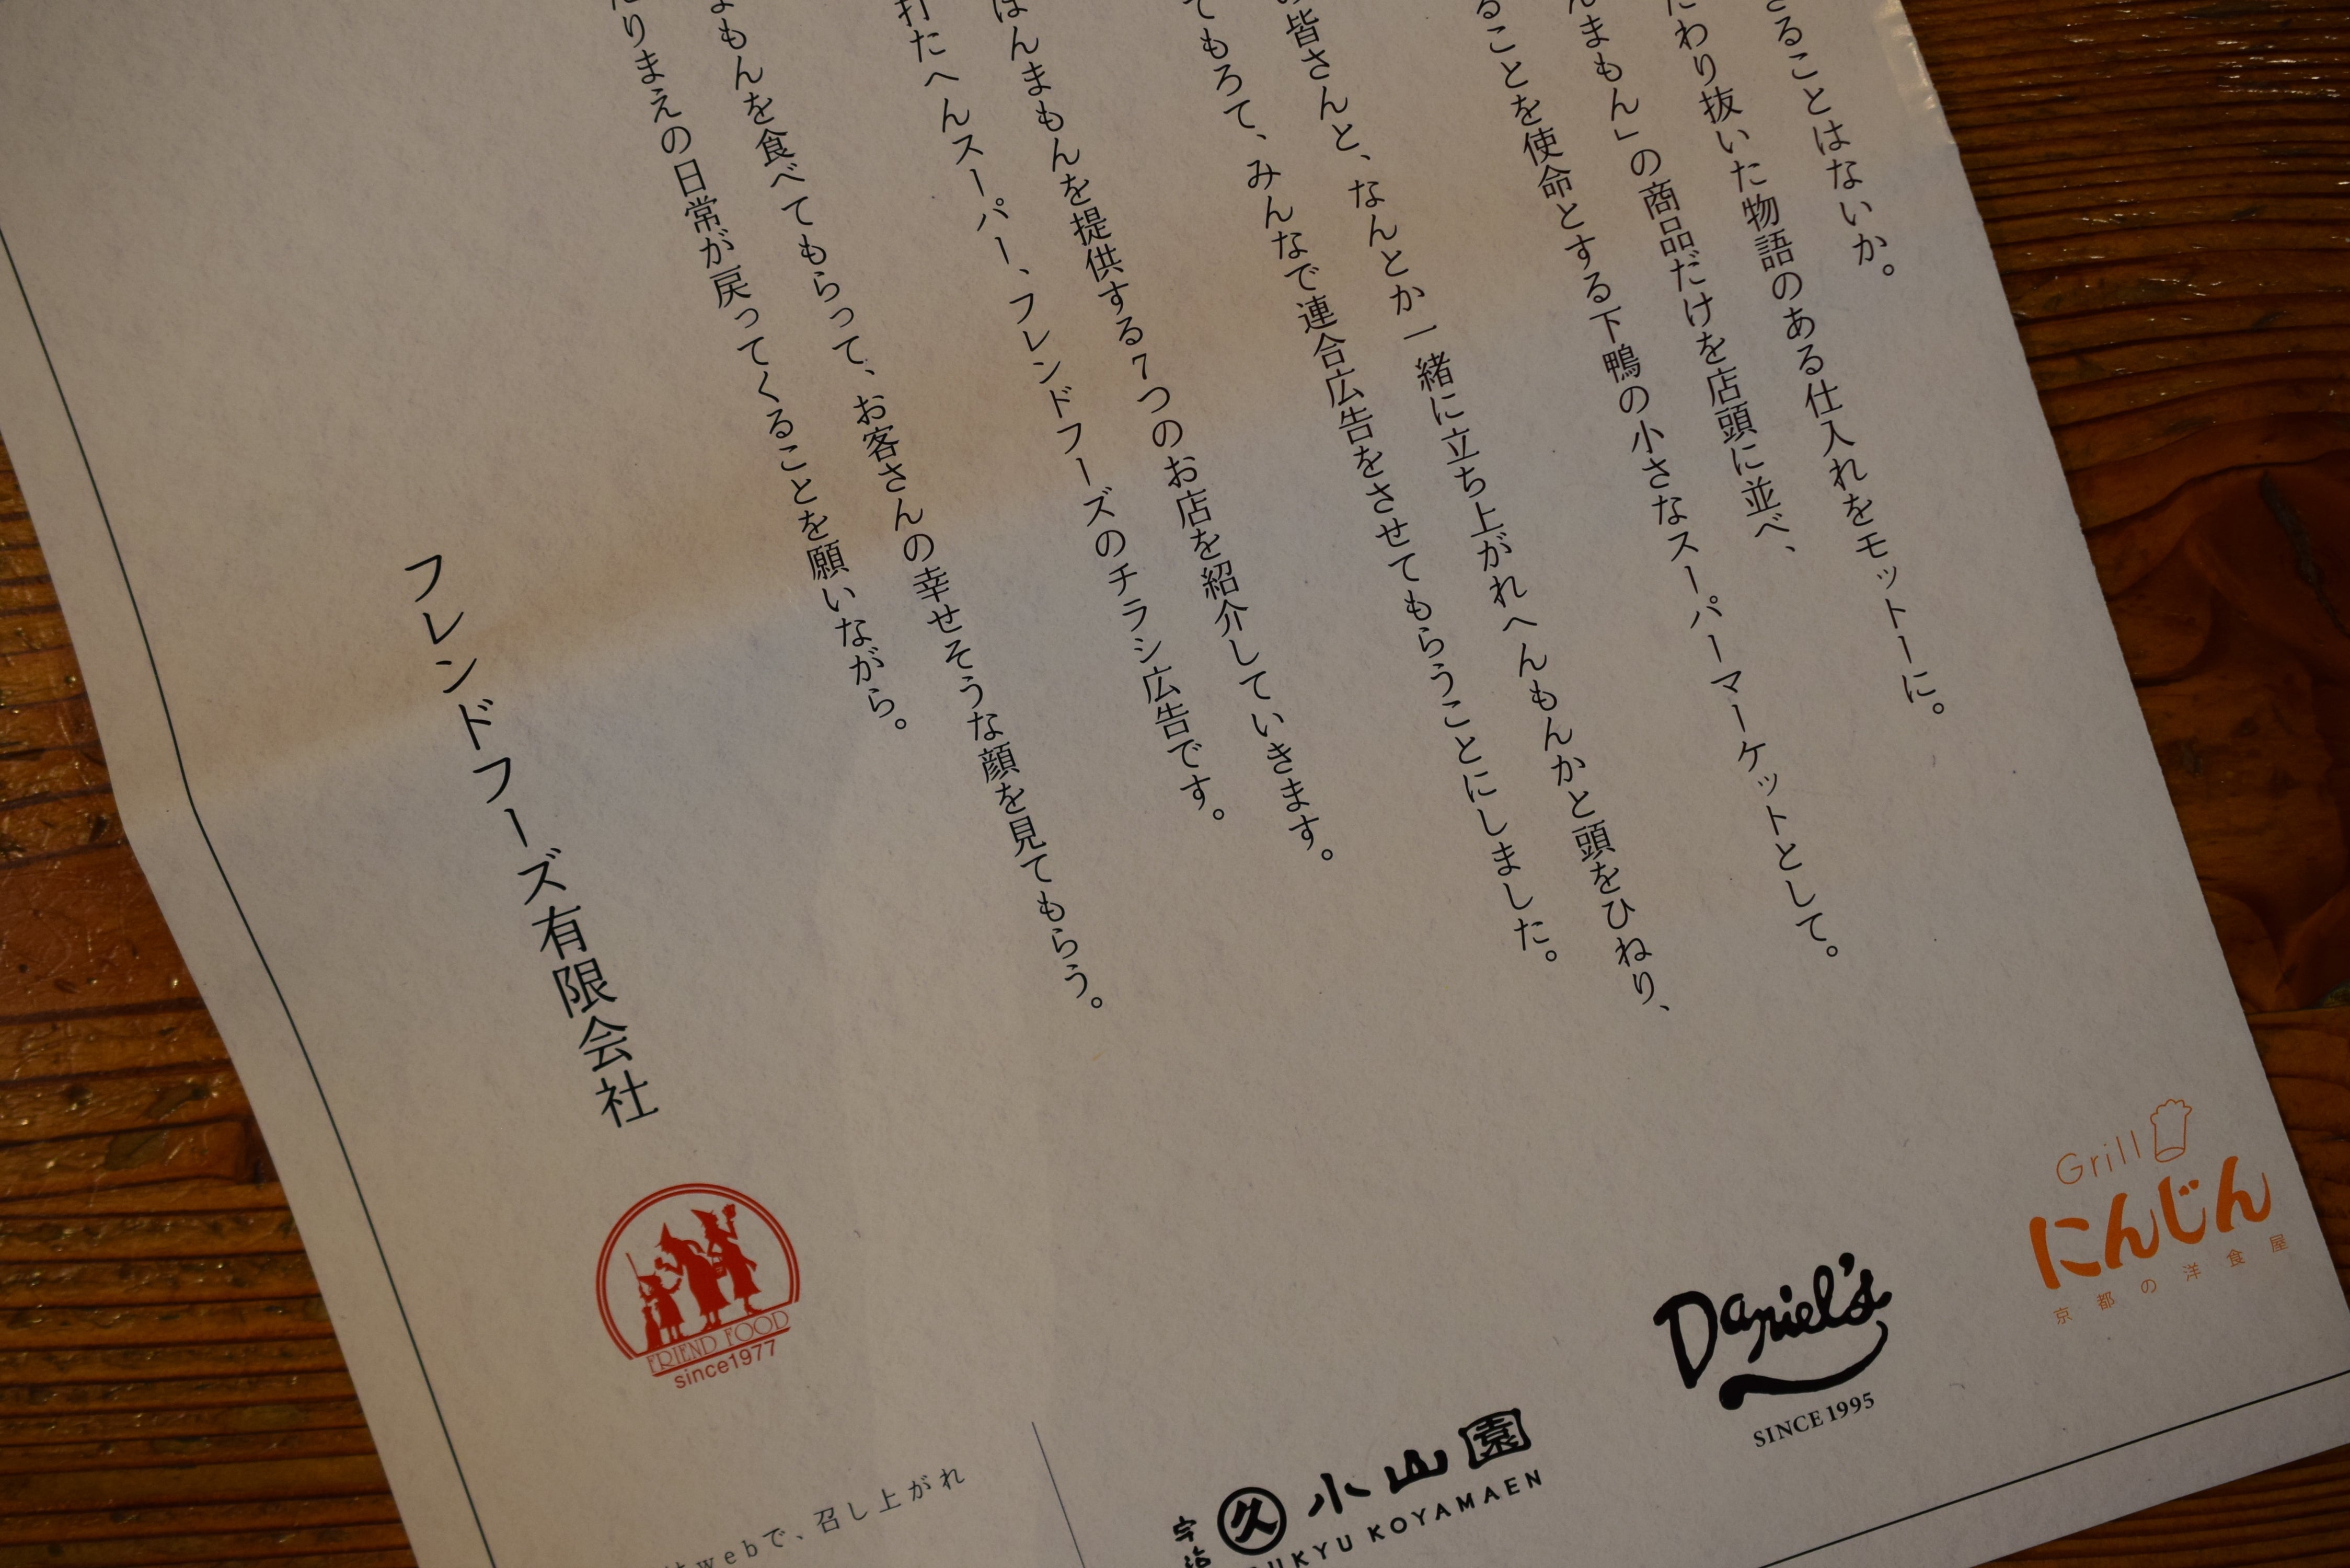 きることはないか。
わり抜いた物語のある仕入れをモットーに。
んまもん」の商品だけを店頭に並べ、
ることを使命とする下鴨の小さなスーパーマーケットとして。
皆さんと、なんとか一緒に立ち上がれへんもんかと頭をひねり、
てもろて、みんなで連合広告をさせてもらうことにしました。
ほんまもんを提供する7つのお店を紹介していきます。
打たへんスーパー、フレンドフーズのチラシ広告です。
まもんを食べてもらって、お客さんの幸せそうな顔を見てもらう。
たりまえの日常が戻ってくることを願いながら。
フレンドフーズ有限会社
FRIEND FOOD
since1977
Grill
にんじん
京都の洋食屋
Daniel's
SINCE 1995
宇治
久 小山園
UKYU KOYAMAEN
webで、召し上がれ